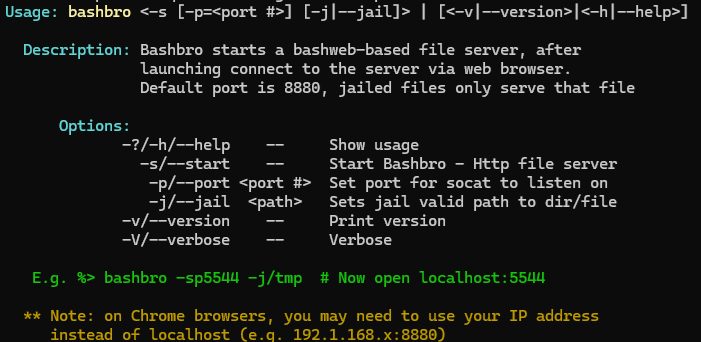 Usage: bashbro <-s [-p=<port #>] [-j|--jail]> | [<-v|--version>|<-h|--help>]
Description: Bashbro starts a bashweb-based file server, after
launching connect to the server via web browser.
Default port is 8880, jailed files only serve that file
Options:
-?/-h/--help -- Show usage
-s/--start -- Start Bashbro - Http file server
-p/--port <port #> Set port for socat to listen on
-j/--jail <path> Sets jail valid path to dir/file
-v/--version -- Print version
-V/--verbose -- Verbose
E.g. %> bashbro -sp5544 -j/tmp # Now open localhost:5544
** Note: on Chrome browsers, you may need to use your IP address
instead of localhost (e.g. 192.1.168.x:8880)